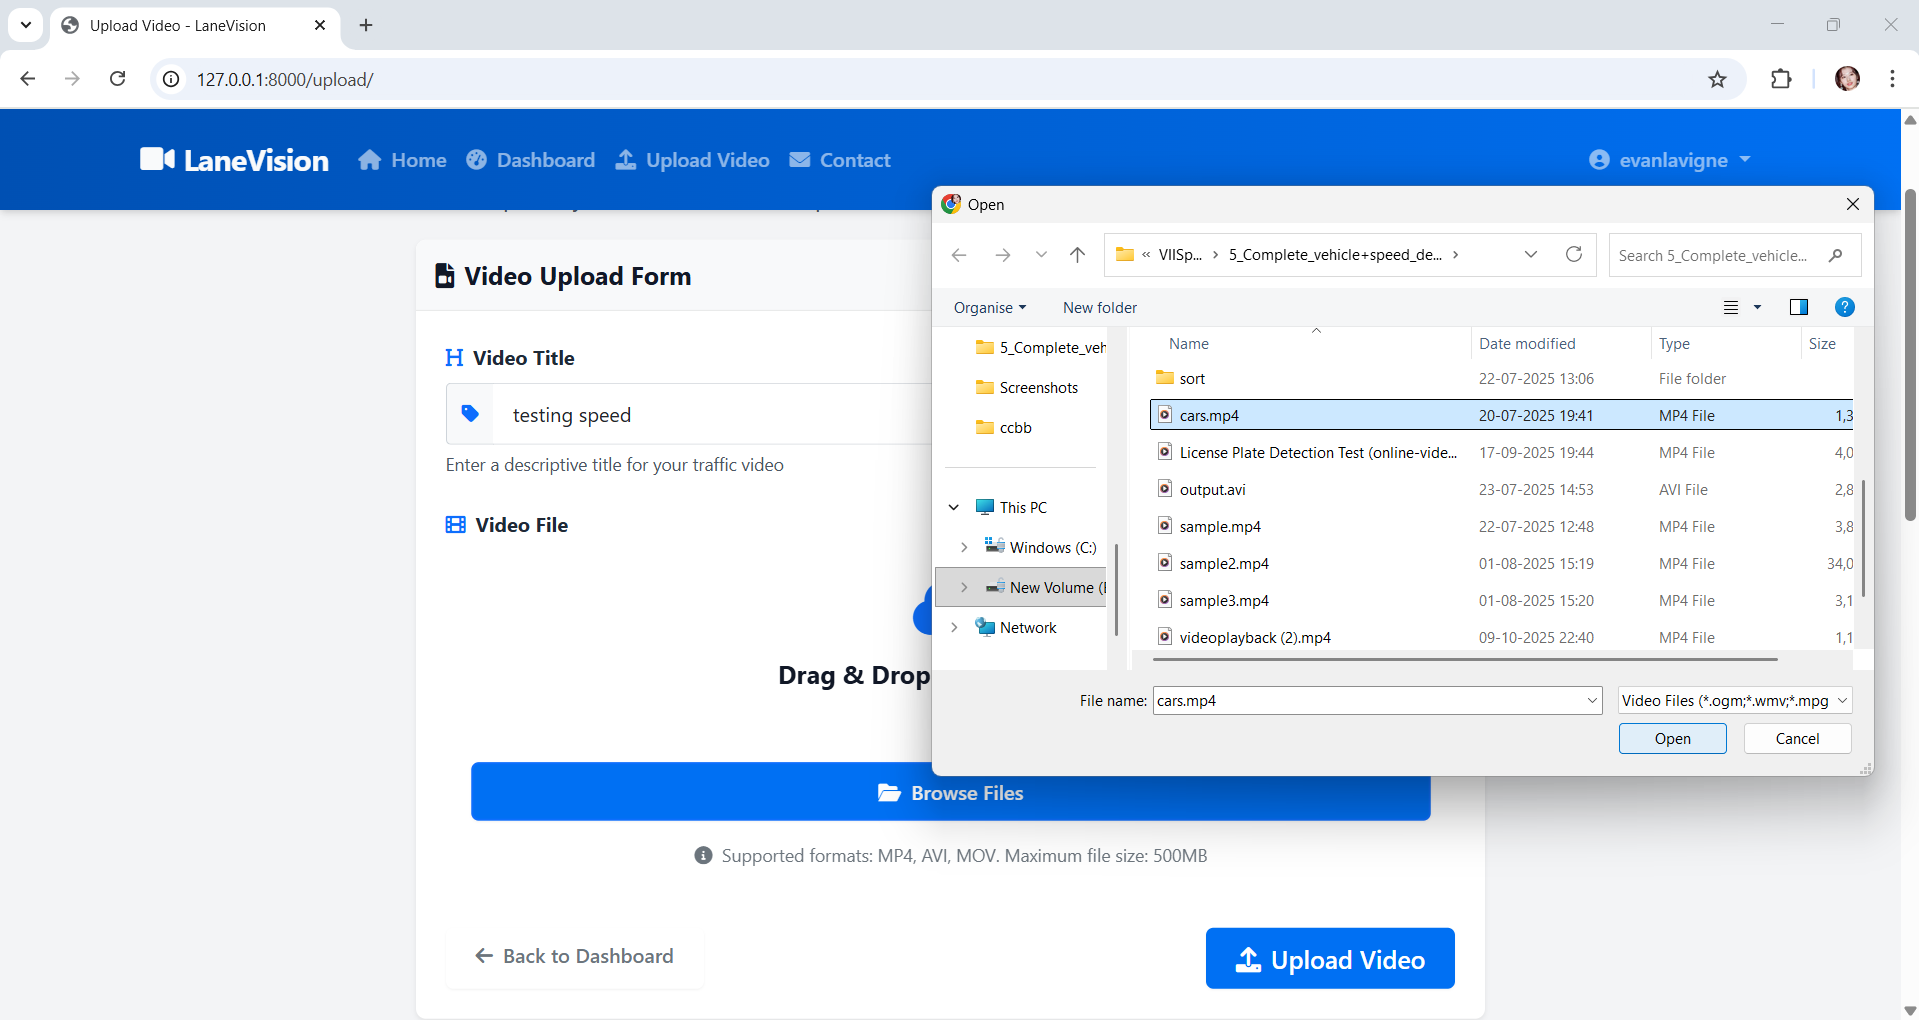 Upload Video - LaneVision
127.0.0.1:8000/upload/
LaneVision Home Dashboard Upload Video Contact evanlavigne
Video Upload Form
Video Title
testing speed
Enter a descriptive title for your traffic video
Video File
Drag & Drop
Browse Files
Supported formats: MP4, AVI, MOV. Maximum file size: 500MB
Back to Dashboard
Upload Video
Open
« VIISp... > 5_Complete_vehicle+speed_de... >
Search 5_Complete_vehicle...
Organise New folder
5_Complete_veh
Screenshots
ccbb
This PC
Windows (C:)
New Volume (
Network
Name Date modified Type Size
sort 22-07-2025 13:06 File folder
cars.mp4 20-07-2025 19:41 MP4 File 1,3
License Plate Detection Test (online-vide... 17-09-2025 19:44 MP4 File 4,0
output.avi 23-07-2025 14:53 AVI File 2,8
sample.mp4 22-07-2025 12:48 MP4 File 3,8
sample2.mp4 01-08-2025 15:19 MP4 File 34,0
sample3.mp4 01-08-2025 15:20 MP4 File 3,1
videoplayback (2).mp4 09-10-2025 22:40 MP4 File 1,1
File name: cars.mp4 Video Files (*.ogm;*.wmv;*.mpg
Open Cancel